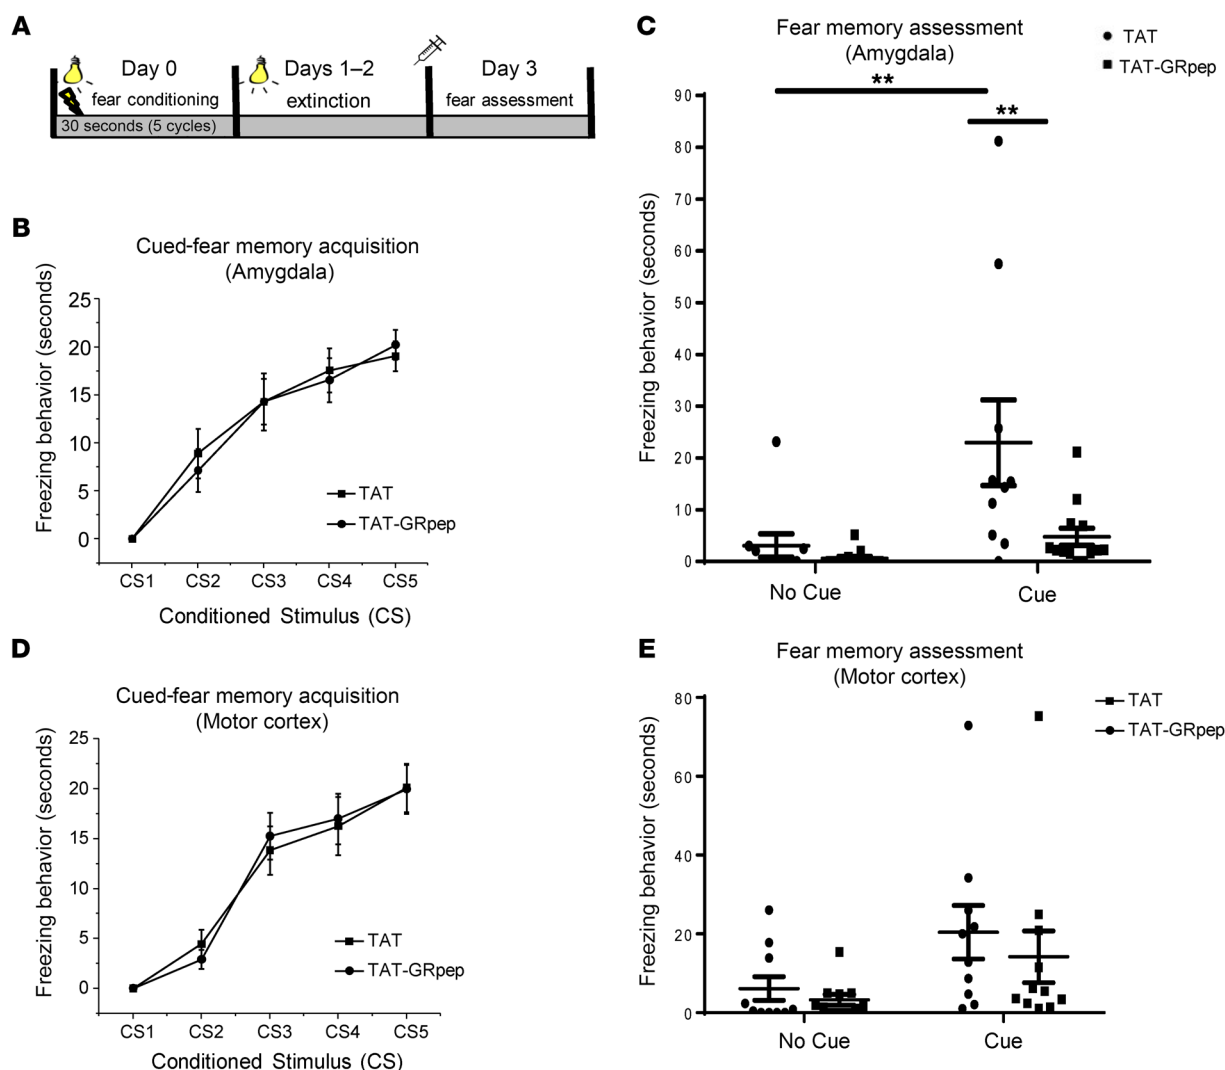 A
Day 0
fear conditioning
30 seconds (5 cycles)
Days 1–2
extinction
Day 3
fear assessment
B
Cued-fear memory acquisition
(Amygdala)
Freezing behavior (seconds)
25
20
15
10
5
0
TAT
TAT-GRpep
CS1 CS2 CS3 CS4 CS5
Conditioned Stimulus (CS)
C
Fear memory assessment
(Amygdala)
TAT
TAT-GRpep
**
**
Freezing behavior (seconds)
90
80
70
60
50
40
30
20
10
0
No Cue Cue
D
Cued-fear memory acquisition
(Motor cortex)
Freezing behavior (seconds)
25
20
15
10
5
0
TAT
TAT-GRpep
CS1 CS2 CS3 CS4 CS5
Conditioned Stimulus (CS)
E
Fear memory assessment
(Motor cortex)
TAT
TAT-GRpep
Freezing behavior (seconds)
80
60
40
20
0
No Cue Cue